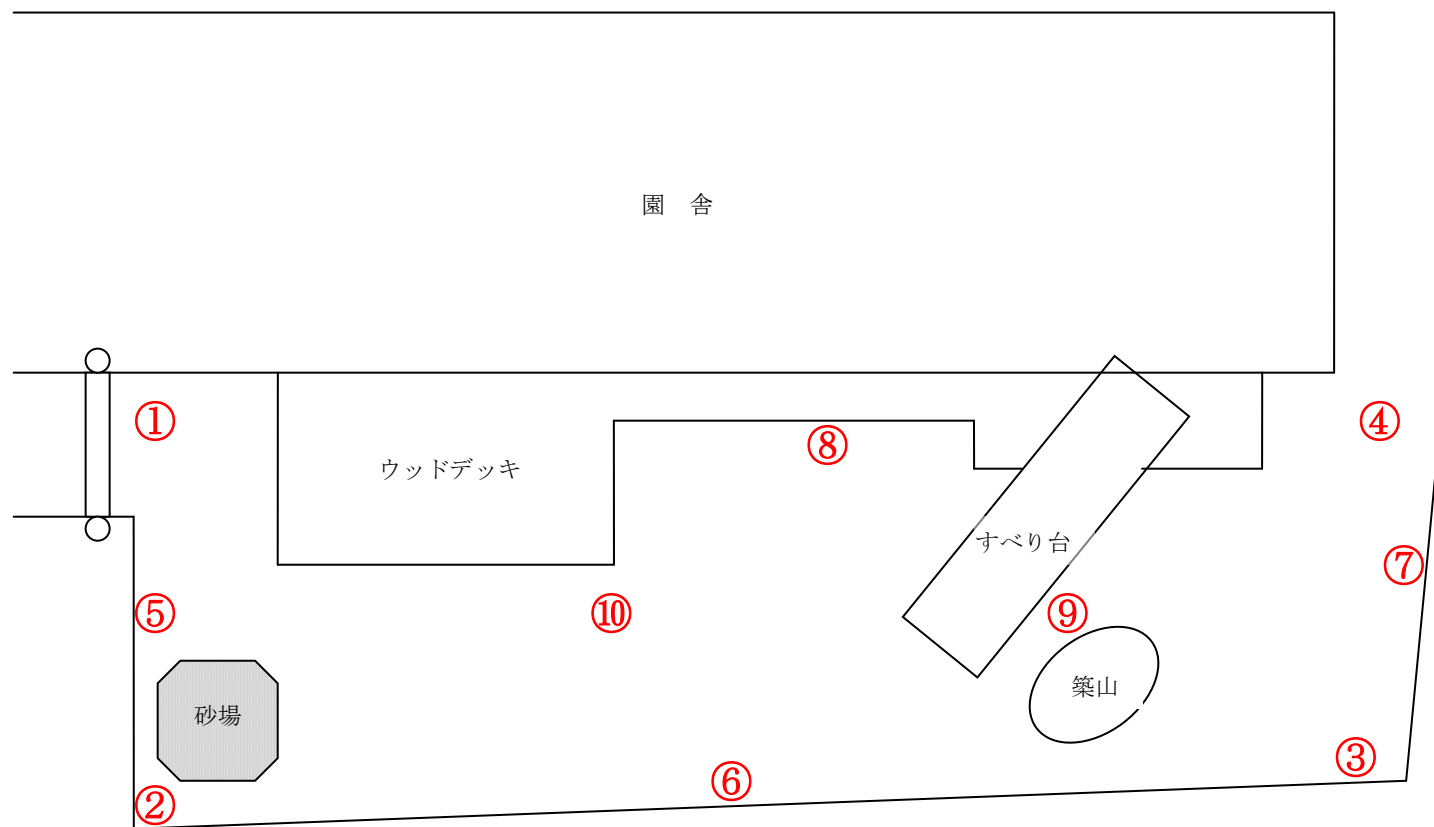 園　舎
①
④
⑧
ウッドデッキ
すべり台
⑦
⑤
⑩
⑨
築山
砂場
③
⑥
②